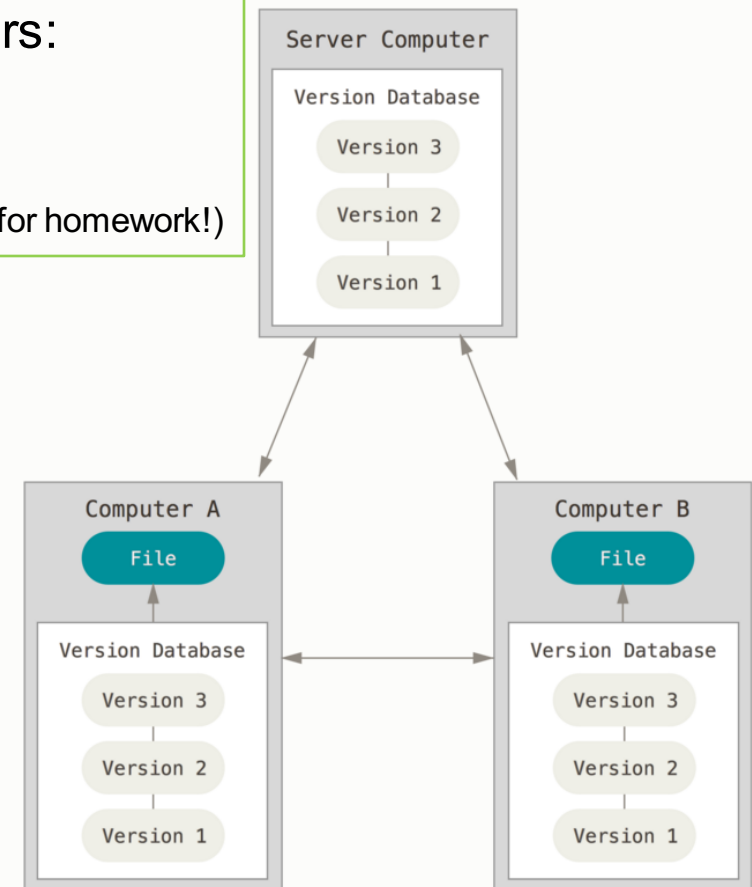 rs:
for homework!)
Server Computer
Version Database
Version 3
Version 2
Version 1
Computer A
File
Version Database
Version 3
Version 2
Version 1
Computer B
File
Version Database
Version 3
Version 2
Version 1